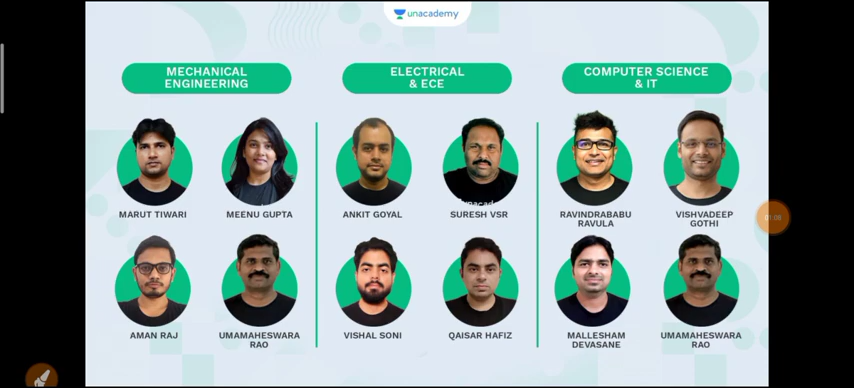 unacademy
MECHANICAL
ENGINEERING
ELECTRICAL
& ECE
COMPUTER SCIENCE
& IT
MARUT TIWARI
MEENU GUPTA
ANKIT GOYAL
SURESH VSR
RAVINDRABABU
RAVULA
VISHVADEEP
GOTHI
AMAN RAJ
UMAMAHESWARA
RAO
VISHAL SONI
QAISAR HAFIZ
MALLESHAM
DEVASANE
UMAMAHESWARA
RAO